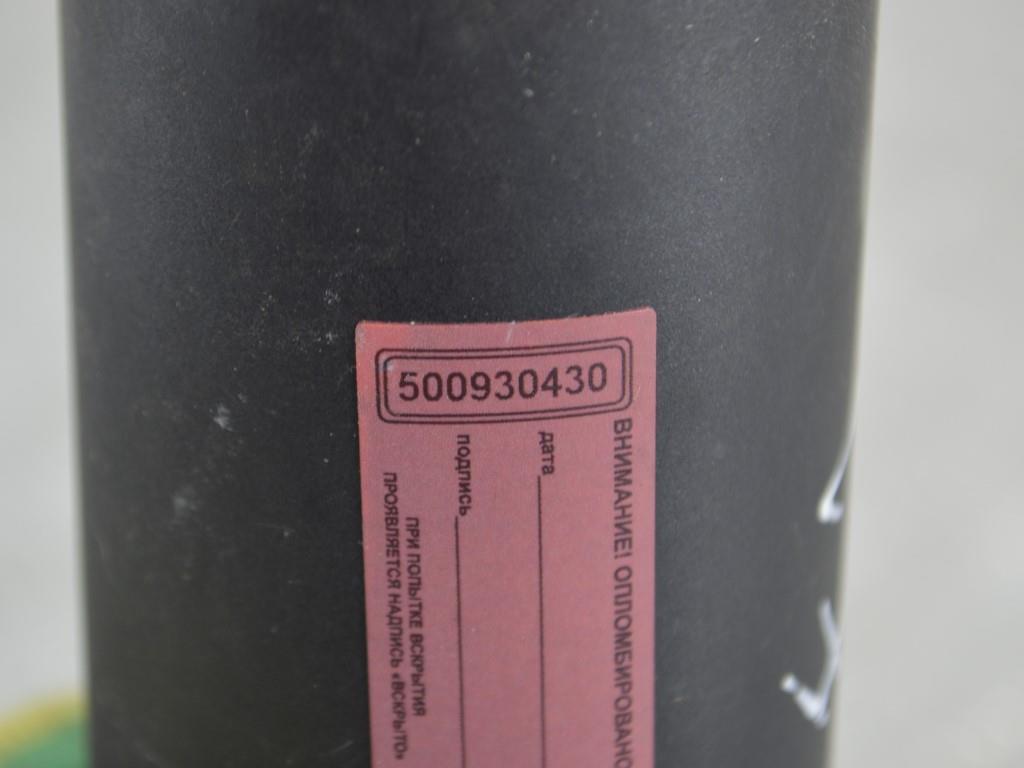 500930430
ВНИМАНИЕ! ОПЛОМБИРОВАНО
дата
подпись
ПРИ ПОПЫТКЕ ВСКРЫТИЯ
ПРОЯВЛЯЕТСЯ НАДПИСЬ «ВСКРЫТО»